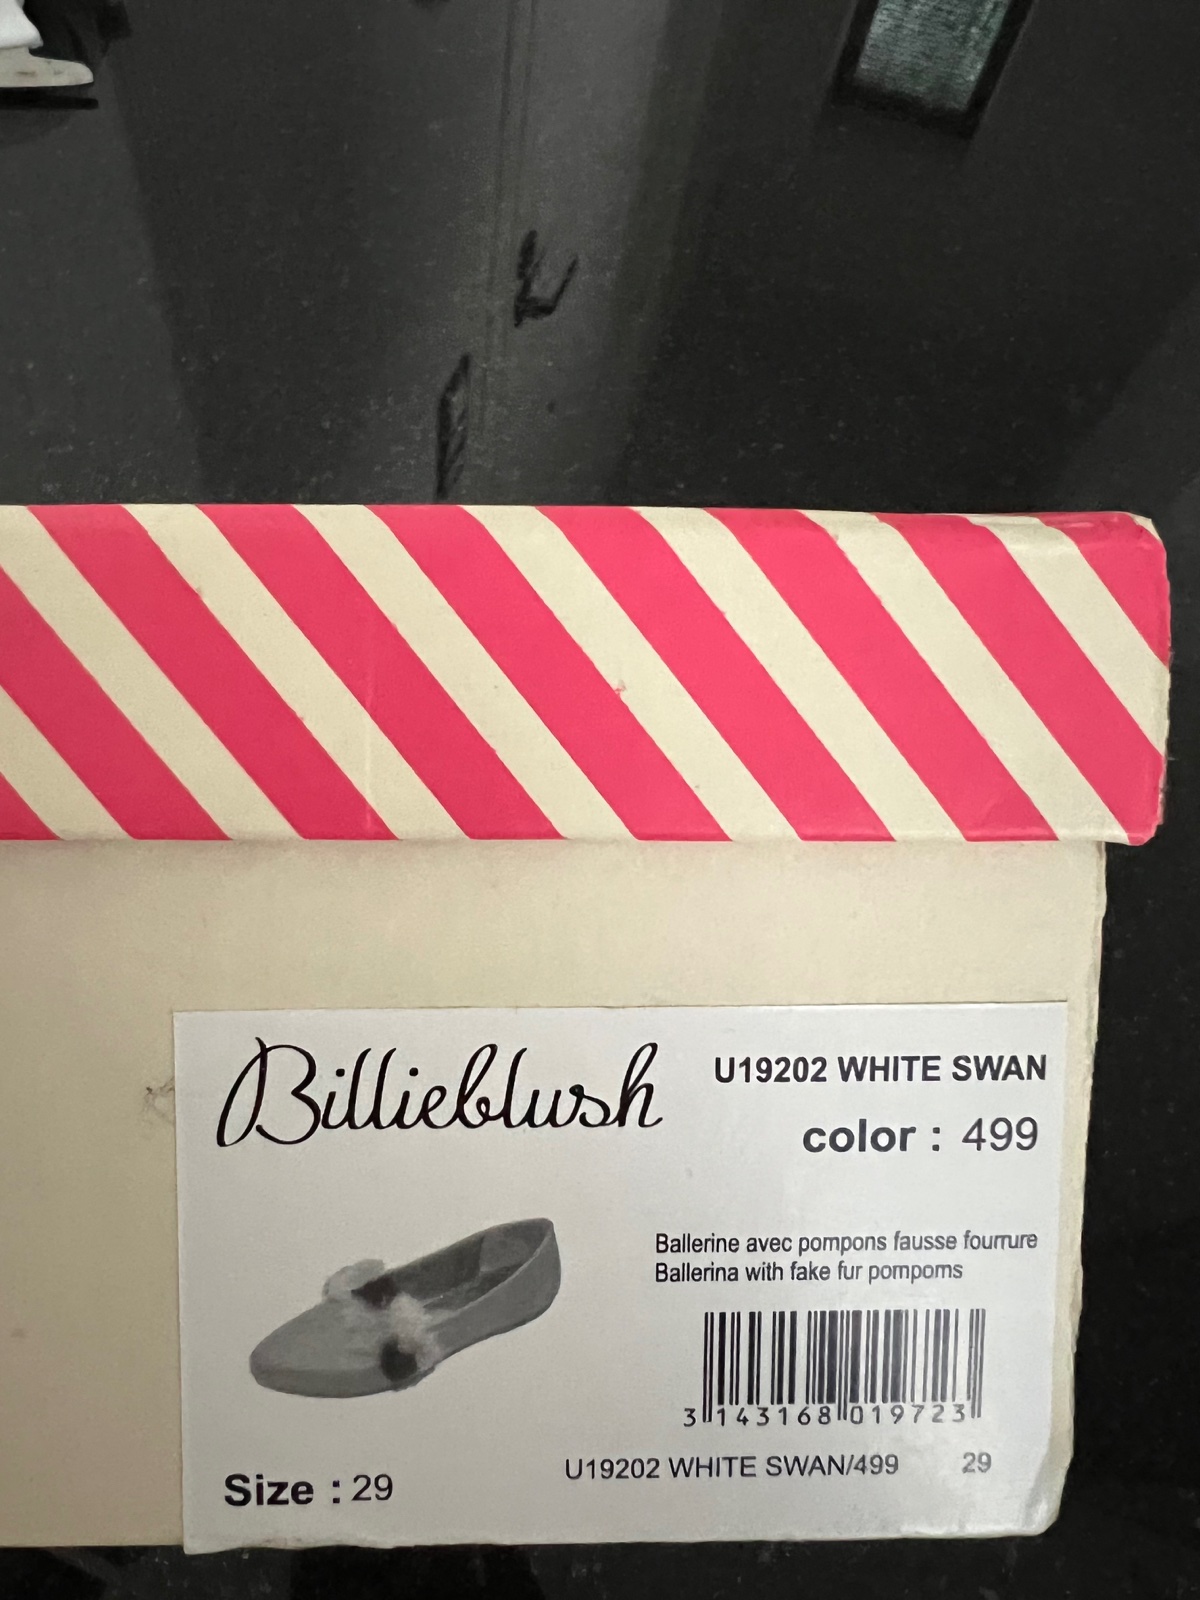 Billieblush
U19202 WHITE SWAN
color : 499
Ballerine avec pompons fausse fourrure
Ballerina with fake fur pompoms
3 143168 019723
U19202 WHITE SWAN/499 29
Size : 29